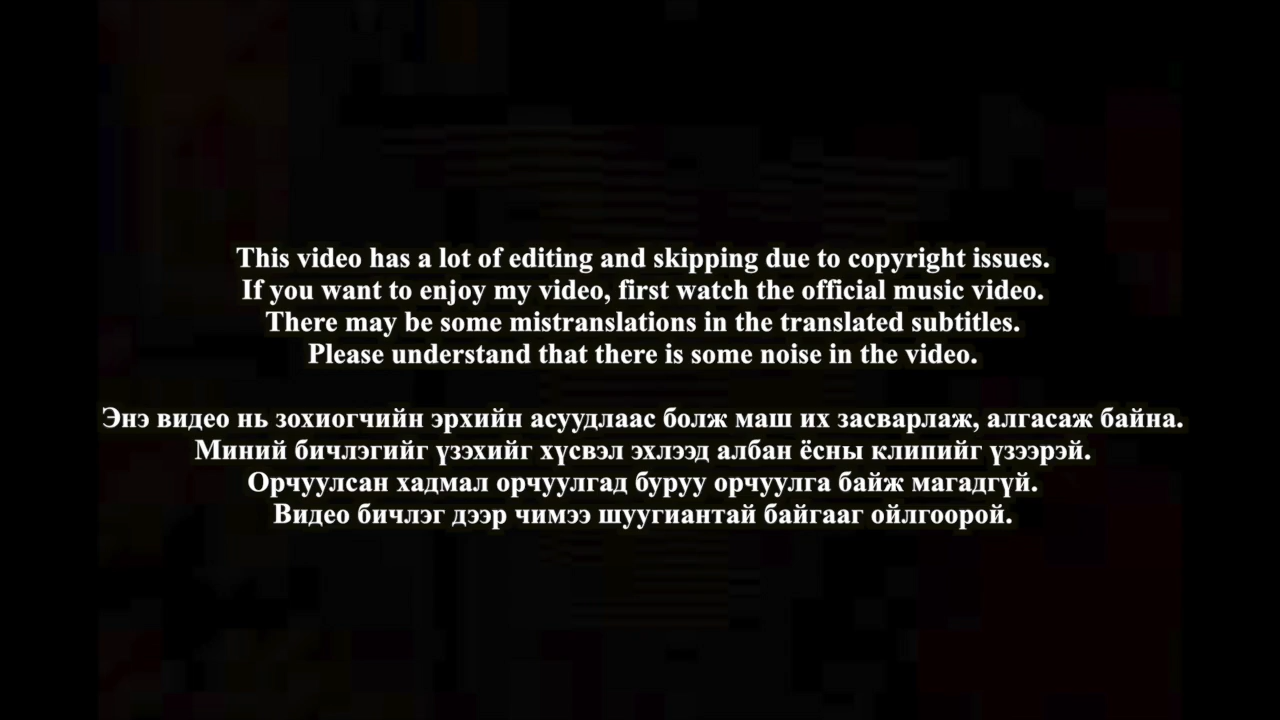 This video has a lot of editing and skipping due to copyright issues.
If you want to enjoy my video, first watch the official music video.
There may be some mistranslations in the translated subtitles.
Please understand that there is some noise in the video.
Энэ видео нь зохиогчийн эрхийн асуудлаас болж маш их засварлаж, алгасаж байна.
Миний бичлэгийг үзэхийг хүсвэл эхлээд албан ёсны клипийг үзээрэй.
Орчуулсан хадмал орчуулгад буруу орчуулга байж магадгүй.
Видео бичлэг дээр чимээ шуугиантай байгааг ойлгоорой.